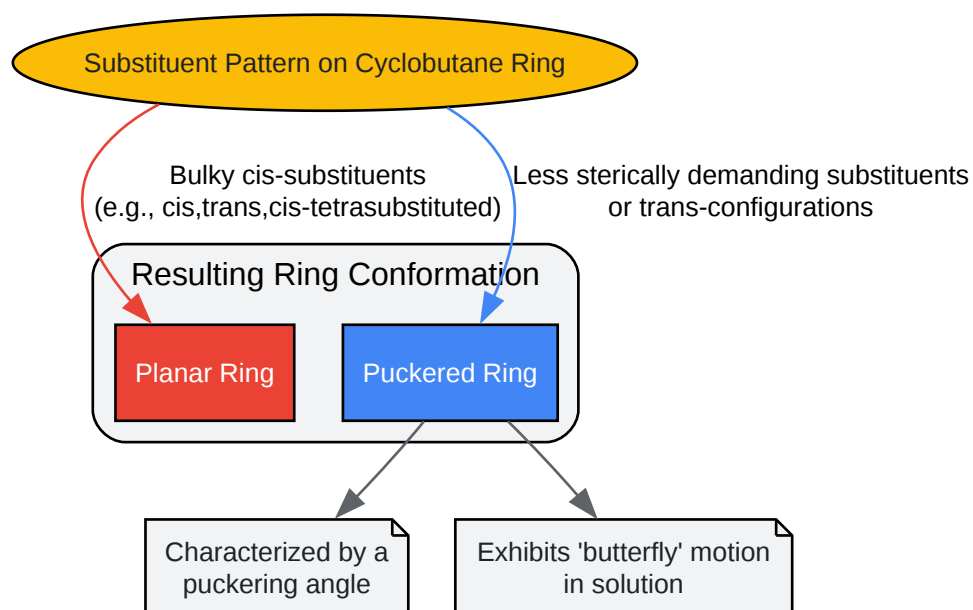 Substituent Pattern on Cyclobutane Ring
Bulky cis-substituents
(e.g., cis,trans,cis-tetrasubstituted)
Less sterically demanding substituents
or trans-configurations
Resulting Ring Conformation
Planar Ring
Puckered Ring
Characterized by a
puckering angle
Exhibits 'butterfly' motion
in solution